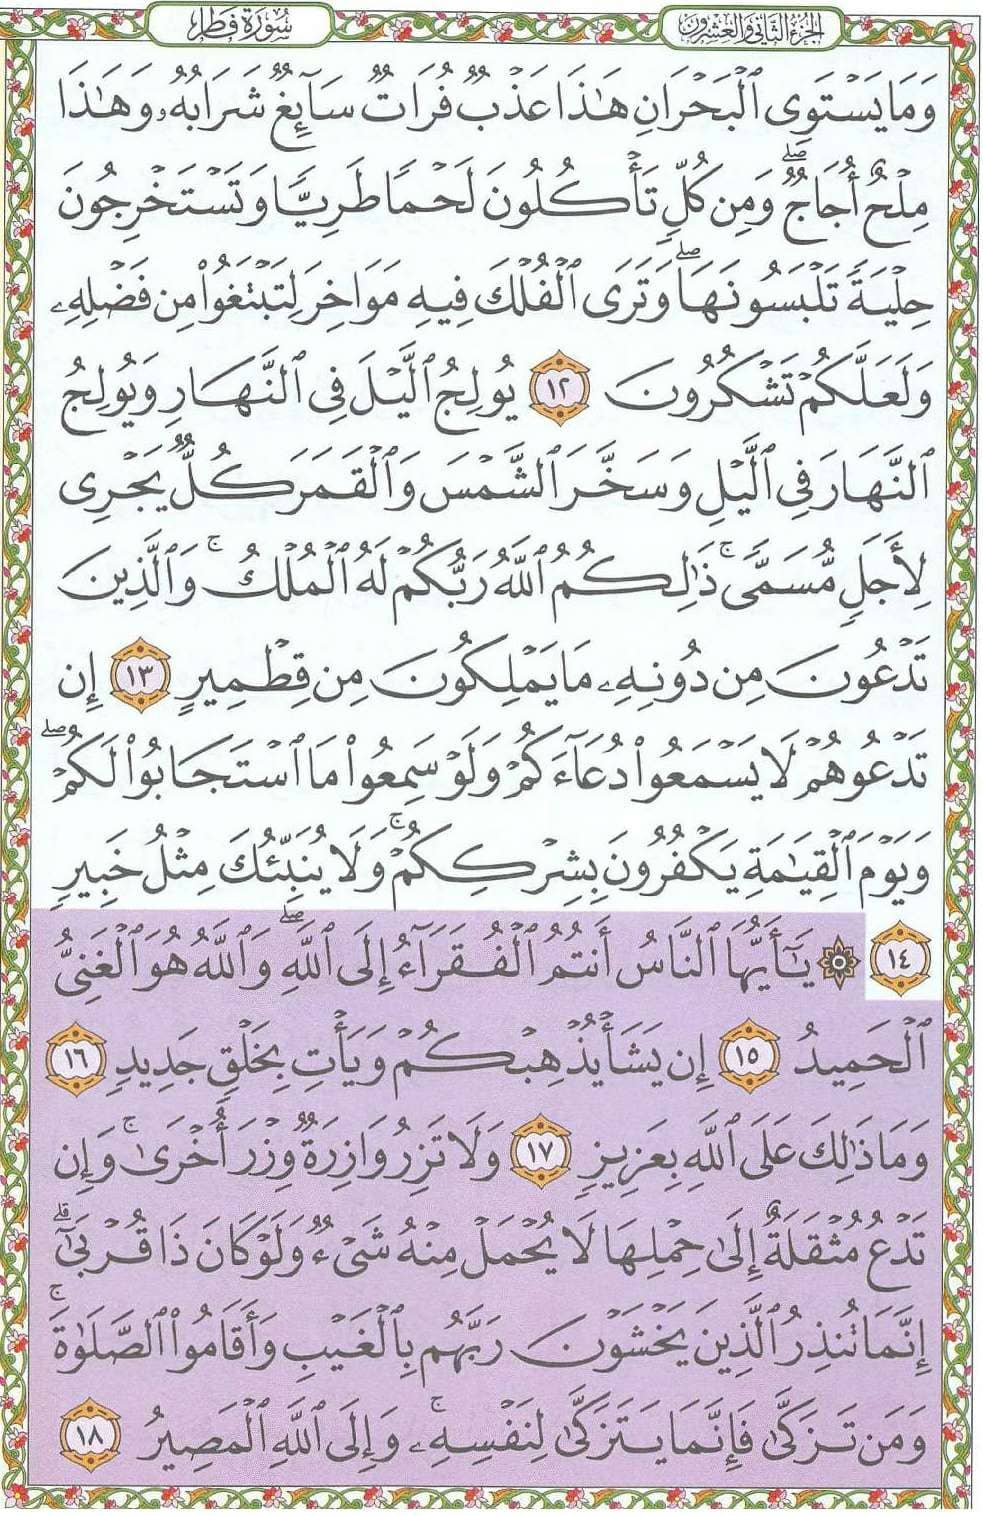 الجزء الثاني والعشرون
سُورَةُ فَاطِرٍ
وَمَا يَسْتَوِى ٱلْبَحْرَانِ هَٰذَا عَذْبٌ فُرَاتٌ سَآئِغٌ شَرَابُهُۥ وَهَٰذَا
مِلْحٌ أُجَاجٌ ۖ وَمِن كُلٍّ تَأْكُلُونَ لَحْمًا طَرِيًّا وَتَسْتَخْرِجُونَ
حِلْيَةً تَلْبَسُونَهَا ۖ وَتَرَى ٱلْفُلْكَ فِيهِ مَوَاخِرَ لِتَبْتَغُوا۟ مِن فَضْلِهِۦ
وَلَعَلَّكُمْ تَشْكُرُونَ ١٢ يُولِجُ ٱلَّيْلَ فِى ٱلنَّهَارِ وَيُولِجُ
ٱلنَّهَارَ فِى ٱلَّيْلِ وَسَخَّرَ ٱلشَّمْسَ وَٱلْقَمَرَ كُلٌّ يَجْرِى
لِأَجَلٍ مُّسَمًّى ۚ ذَٰلِكُمُ ٱللَّهُ رَبُّكُمْ لَهُ ٱلْمُلْكُ ۚ وَٱلَّذِينَ
تَدْعُونَ مِن دُونِهِۦ مَا يَمْلِكُونَ مِن قِطْمِيرٍ ١٣ إِن
تَدْعُوهُمْ لَا يَسْمَعُوا۟ دُعَآءَكُمْ وَلَوْ سَمِعُوا۟ مَا ٱسْتَجَابُوا۟ لَكُمْ ۖ
وَيَوْمَ ٱلْقِيَٰمَةِ يَكْفُرُونَ بِشِرْكِكُمْ ۚ وَلَا يُنَبِّئُكَ مِثْلُ خَبِيرٍ
١٤ ۞ يَٰٓأَيُّهَا ٱلنَّاسُ أَنتُمُ ٱلْفُقَرَآءُ إِلَى ٱللَّهِ ۖ وَٱللَّهُ هُوَ ٱلْغَنِىُّ
ٱلْحَمِيدُ ١٥ إِن يَشَأْ يُذْهِبْكُمْ وَيَأْتِ بِخَلْقٍ جَدِيدٍ ١٦
وَمَا ذَٰلِكَ عَلَى ٱللَّهِ بِعَزِيزٍ ١٧ وَلَا تَزِرُ وَازِرَةٌ وِزْرَ أُخْرَىٰ ۚ وَإِن
تَدْعُ مُثْقَلَةٌ إِلَىٰ حِمْلِهَا لَا يُحْمَلْ مِنْهُ شَىْءٌ وَلَوْ كَانَ ذَا قُرْبَىٰٓ ۗ
إِنَّمَا تُنذِرُ ٱلَّذِينَ يَخْشَوْنَ رَبَّهُم بِٱلْغَيْبِ وَأَقَامُوا۟ ٱلصَّلَوٰةَ ۚ
وَمَن تَزَكَّىٰ فَإِنَّمَا يَتَزَكَّىٰ لِنَفْسِهِۦ ۚ وَإِلَى ٱللَّهِ ٱلْمَصِيرُ ١٨